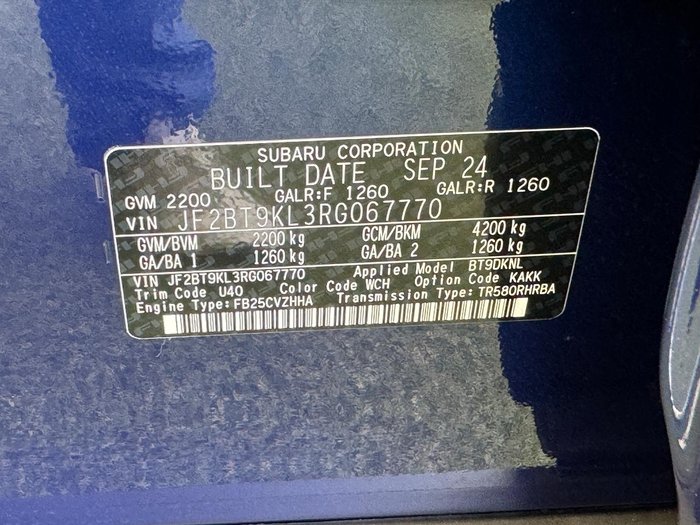 SUBARU CORPORATION
BUILT DATE SEP 24
GVM 2200 GALR:F 1260 GALR:R 1260
VIN JF2BT9KL3RG067770
GVM/BVM 2200 kg GCM/BKM 4200 kg
GA/BA 1 1260 kg GA/BA 2 1260 kg
VIN JF2BT9KL3RG067770 Applied Model BT9DKNL
Trim Code U40 Color Code WCH Option Code KAKK
Engine Type:FB25CVZHHA Transmission Type:TR580RHRBA